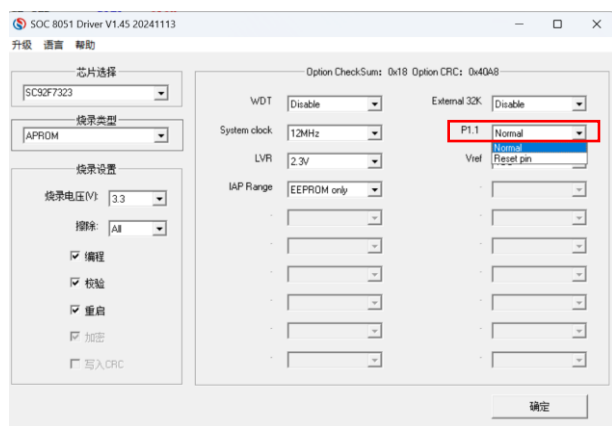 SOC 8051 Driver V1.45 20241113
升级 语言 帮助
芯片选择
SC92F7323
烧录类型
APROM
烧录设置
烧录电压(V): 3.3
擦除: All
编程
校验
重启
加密
写入CRC
Option CheckSum: 0x18 Option CRC: 0x40A8
WDT Disable External 32K Disable
System clock 12MHz P1.1 Normal
Normal
LVR 2.3V Vref Reset pin
IAP Range EEPROM only
确定